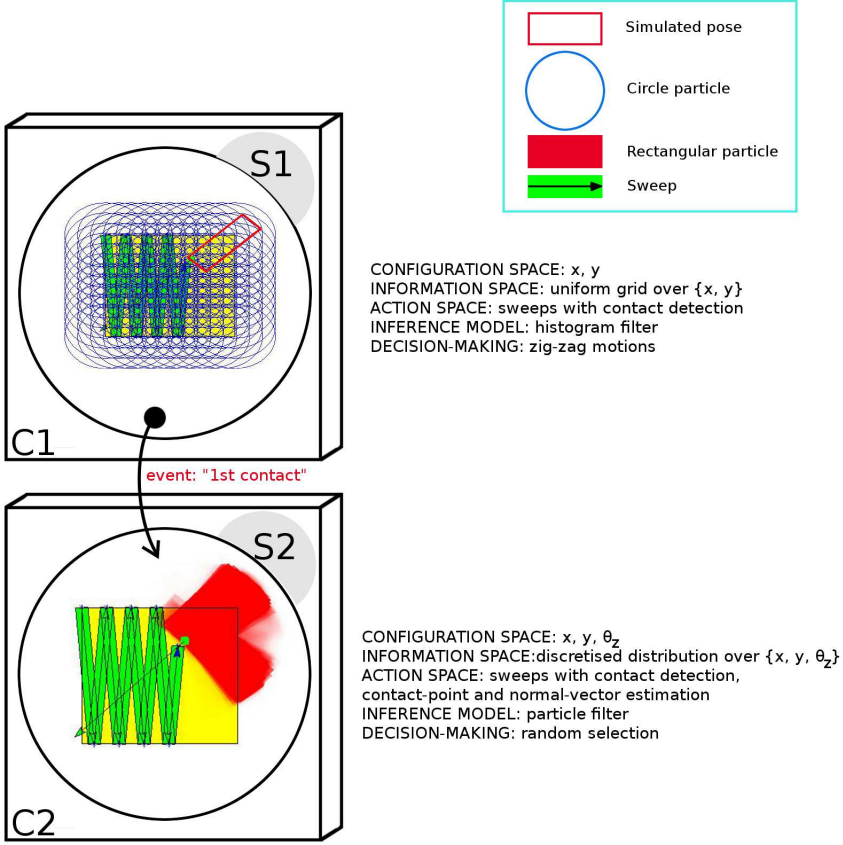 Simulated pose
Circle particle
Rectangular particle
Sweep
S1
CONFIGURATION SPACE: x, y
INFORMATION SPACE: uniform grid over {x, y}
ACTION SPACE: sweeps with contact detection
INFERENCE MODEL: histogram filter
DECISION-MAKING: zig-zag motions
C1
event: "1st contact"
S2
CONFIGURATION SPACE: x, y, θz
INFORMATION SPACE:discretised distribution over {x, y, θz}
ACTION SPACE: sweeps with contact detection,
contact-point and normal-vector estimation
INFERENCE MODEL: particle filter
DECISION-MAKING: random selection
C2